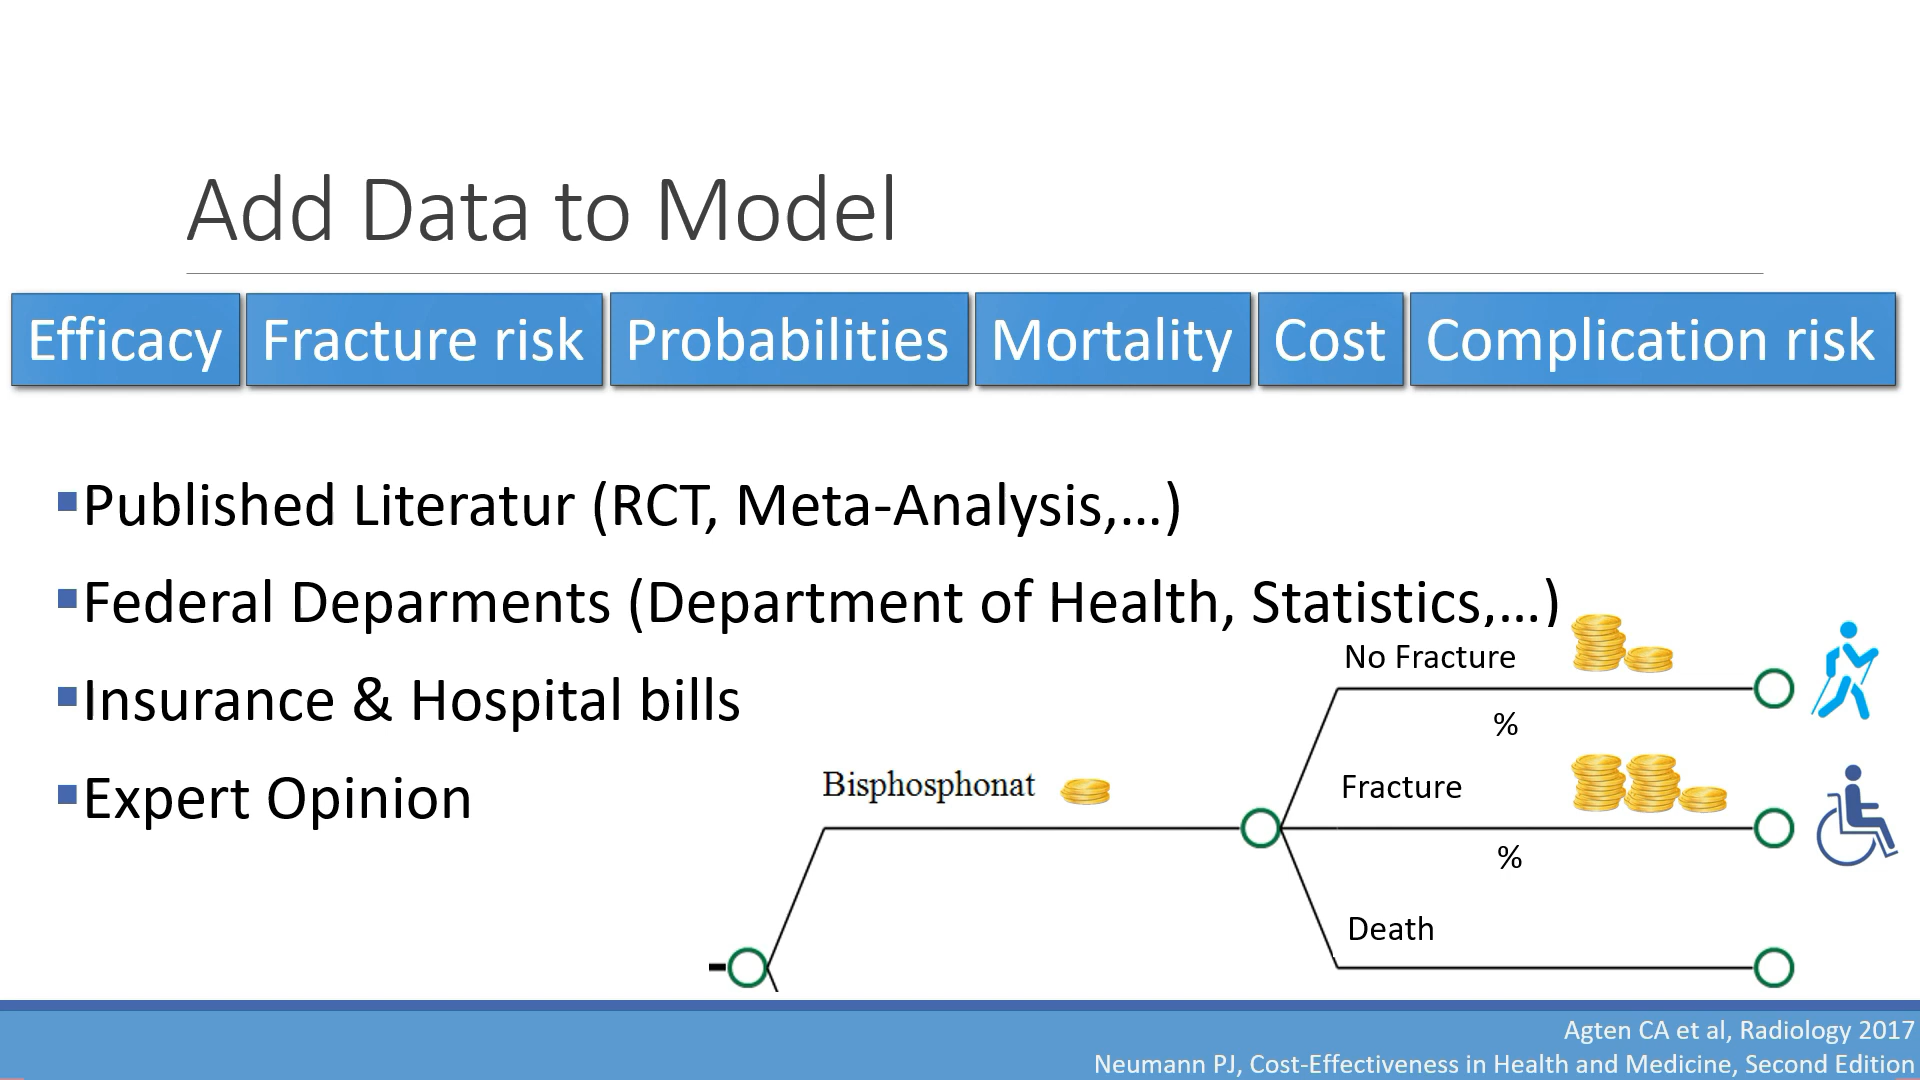 Add Data to Model
Efficacy Fracture risk Probabilities Mortality Cost Complication risk
▪Published Literatur (RCT, Meta-Analysis,...)
▪Federal Deparments (Department of Health, Statistics,...)
▪Insurance & Hospital bills
▪Expert Opinion
No Fracture
%
Bisphosphonat
Fracture
%
Death
Agten CA et al, Radiology 2017
Neumann PJ, Cost-Effectiveness in Health and Medicine, Second Edition